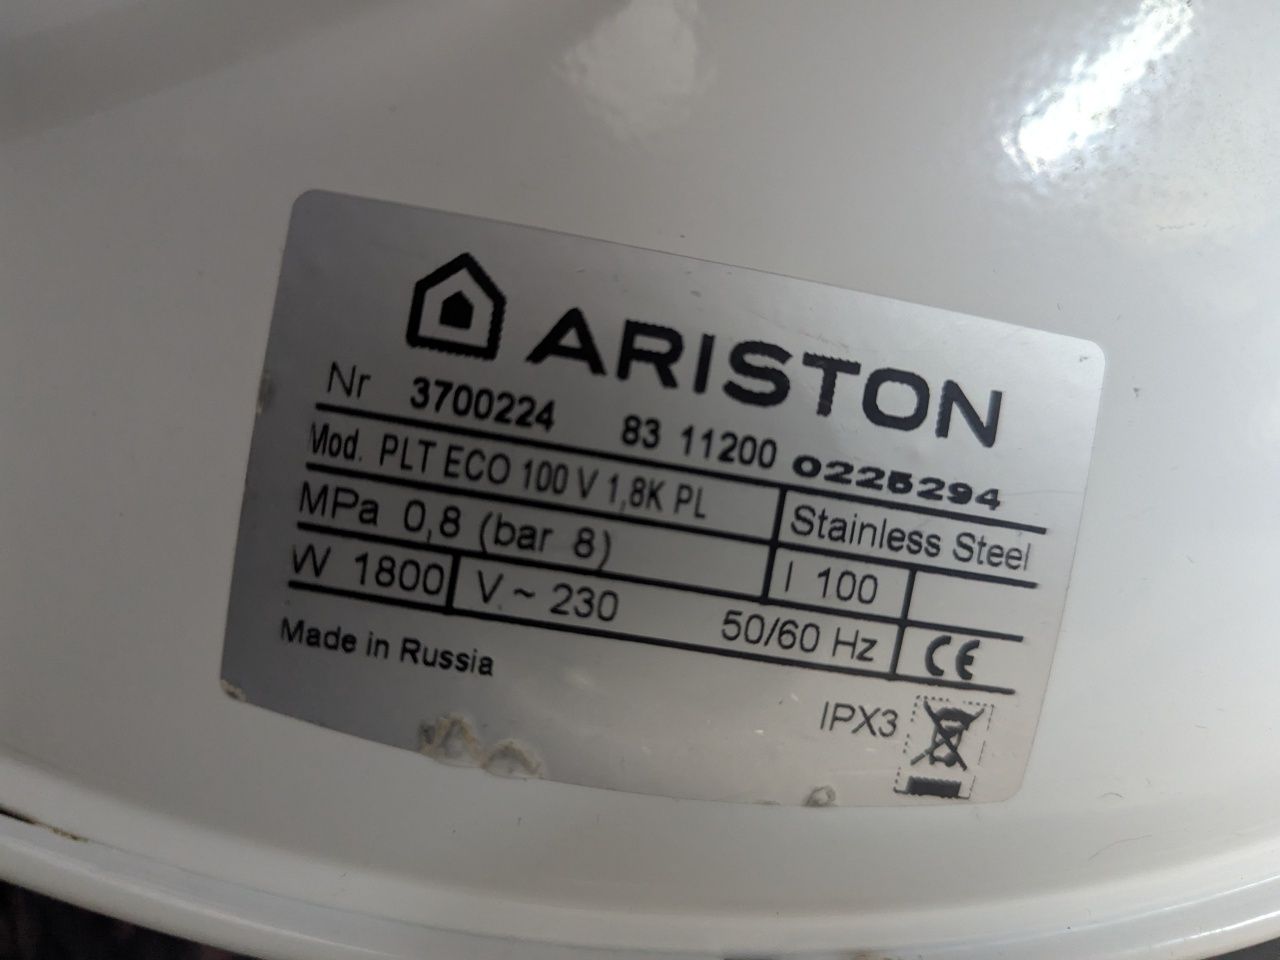 ARISTON
Nr 3700224 83 11200 0225294
Mod. PLT ECO 100 V 1,8K PL Stainless Steel
MPa 0,8 (bar 8) l 100
W 1800 V ~ 230 50/60 Hz CE
Made in Russia
IPX3